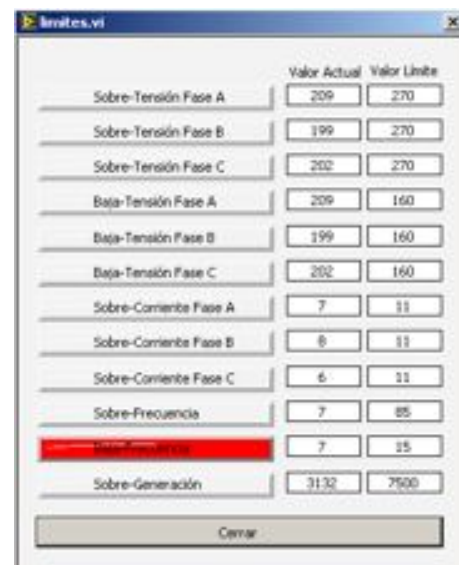 limites.vi
Valor Actual Valor Límite
Sobre-Tensión Fase A 209 270
Sobre-Tensión Fase B 199 270
Sobre-Tensión Fase C 202 270
Baja-Tensión Fase A 209 160
Baja-Tensión Fase B 199 160
Baja-Tensión Fase C 202 160
Sobre-Corriente Fase A 7 11
Sobre-Corriente Fase B 8 11
Sobre-Corriente Fase C 6 11
Sobre-Frecuencia 7 85
Baja-Frecuencia 7 15
Sobre-Generación 3132 7500
Cerrar